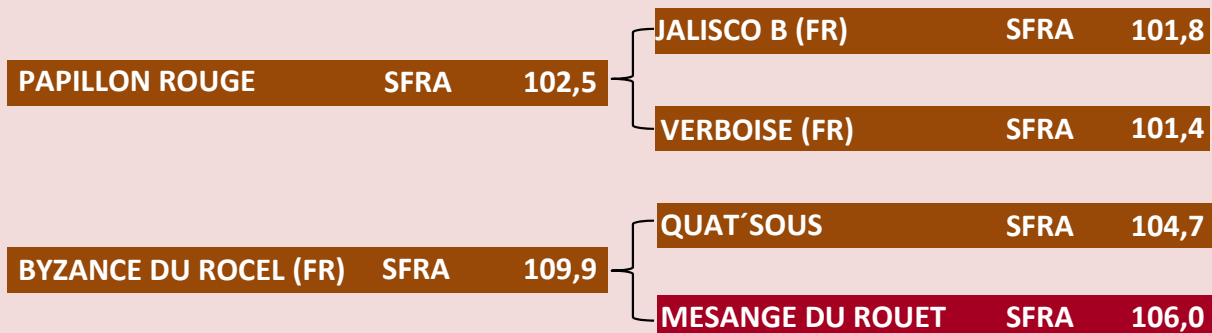 JALISCO B (FR) SFRA 101,8
PAPILLON ROUGE SFRA 102,5
VERBOISE (FR) SFRA 101,4
QUAT´SOUS SFRA 104,7
BYZANCE DU ROCEL (FR) SFRA 109,9
MESANGE DU ROUET SFRA 106,0